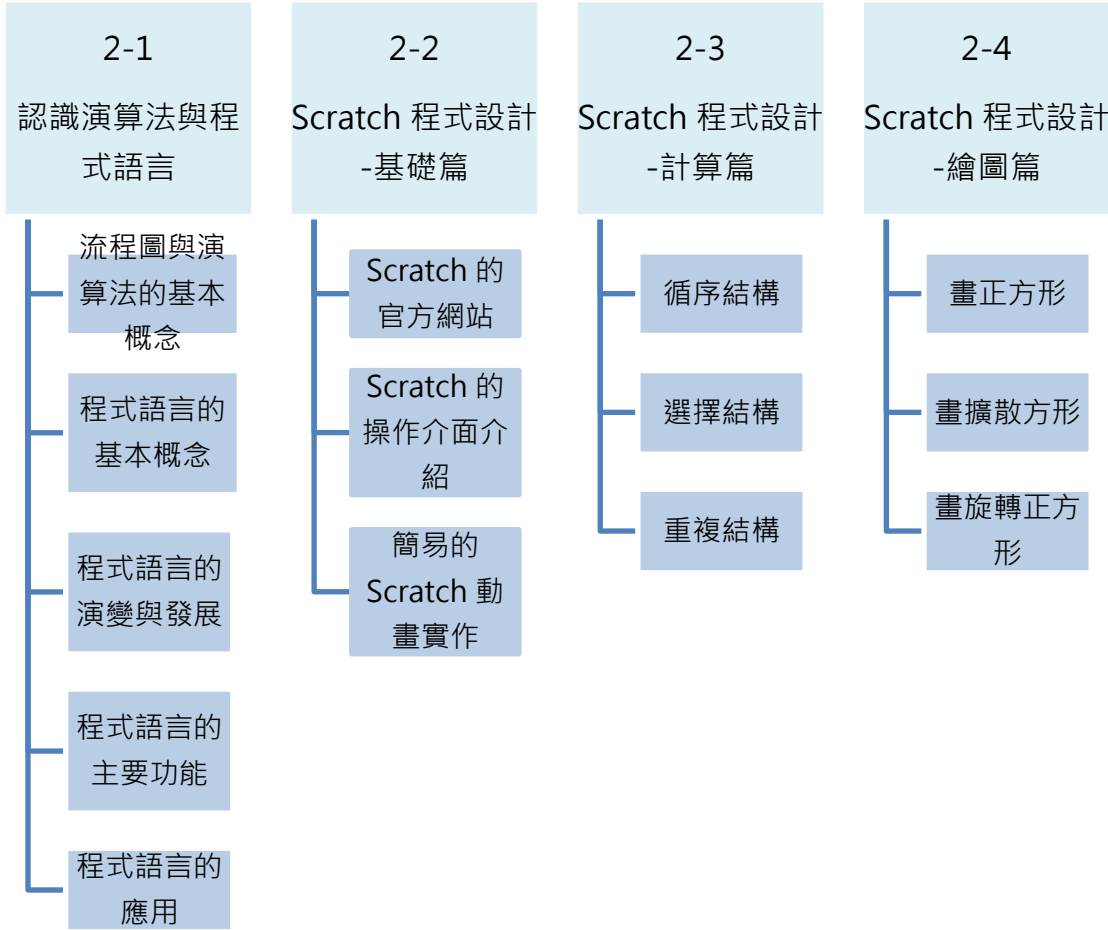 2-1
認識演算法與程
式語言
流程圖與演
算法的基本
概念
程式語言的
基本概念
程式語言的
演變與發展
程式語言的
主要功能
程式語言的
應用
2-2
Scratch 程式設計
-基礎篇
Scratch 的
官方網站
Scratch 的
操作介面介
紹
簡易的
Scratch 動
畫實作
2-3
Scratch 程式設計
-計算篇
循序結構
選擇結構
重複結構
2-4
Scratch 程式設計
-繪圖篇
畫正方形
畫擴散方形
畫旋轉正方
形